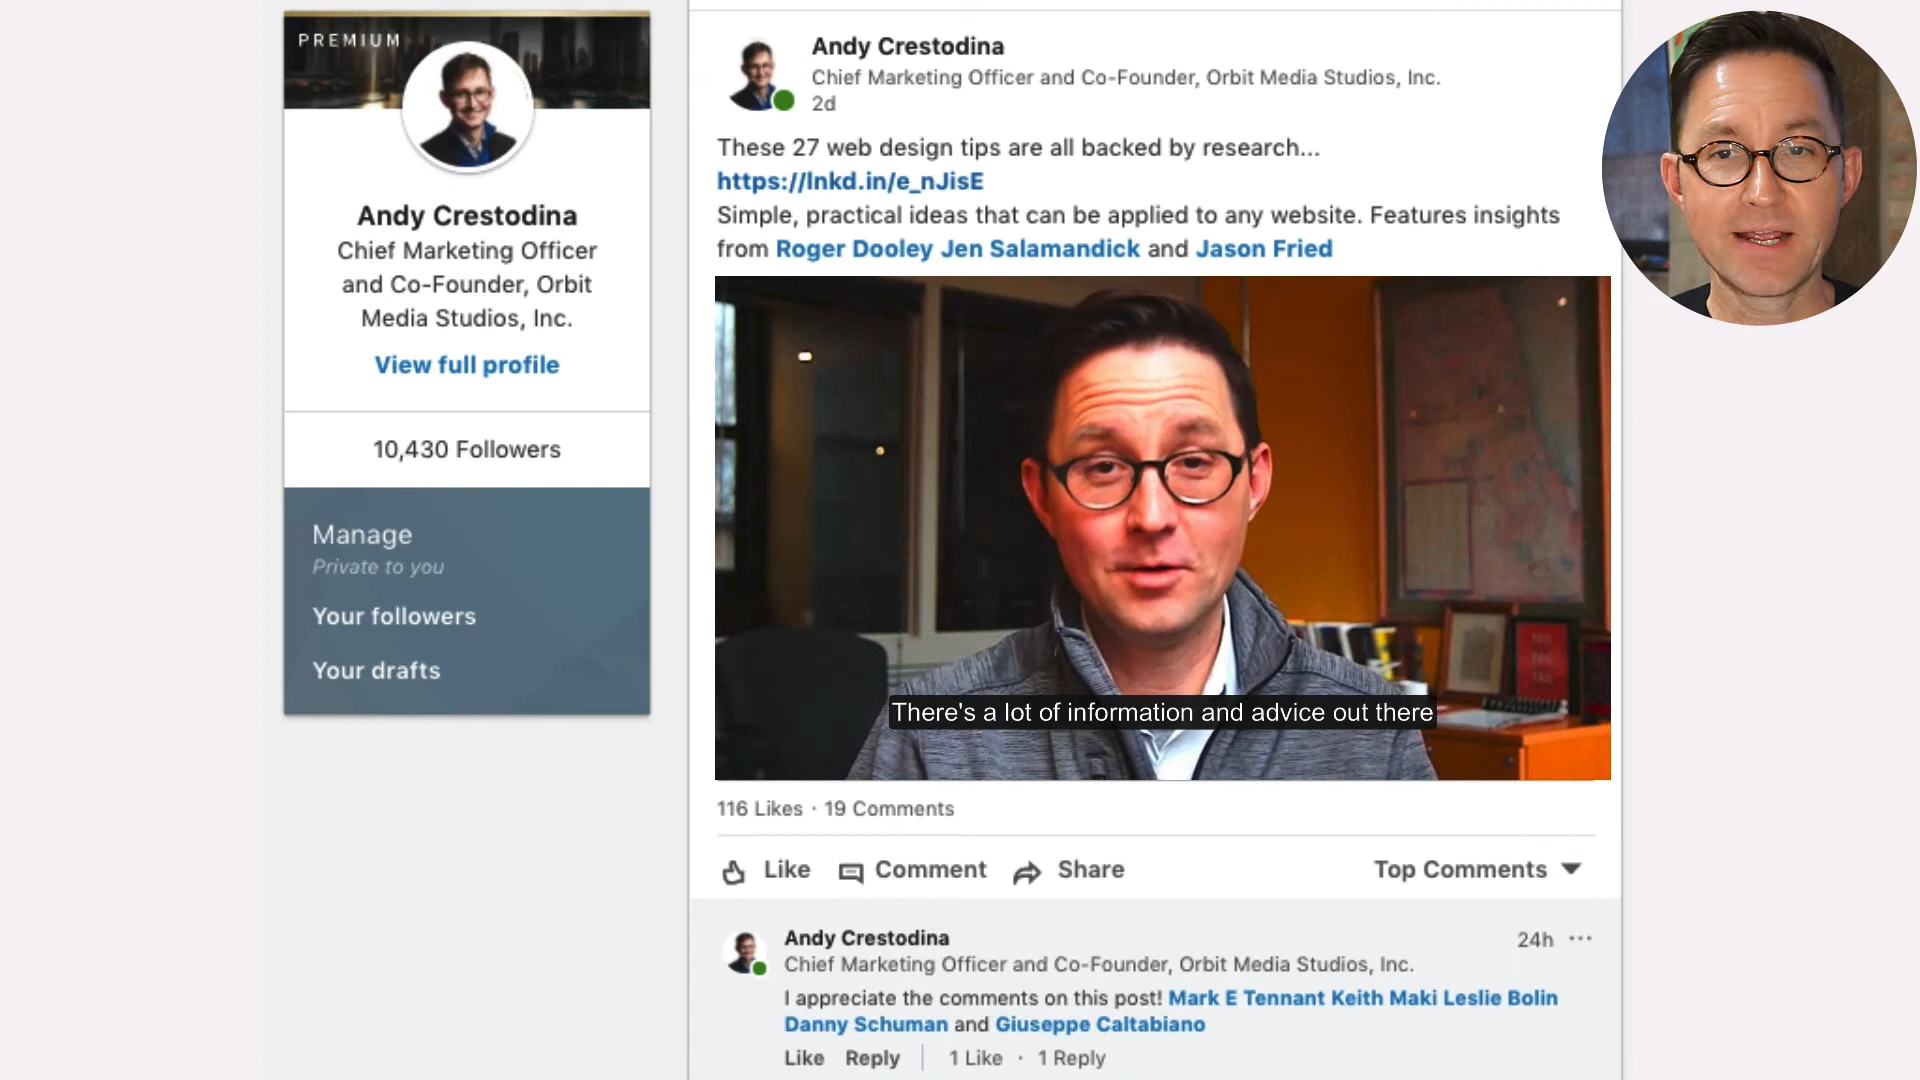 PREMIUM
Andy Crestodina
Chief Marketing Officer
and Co-Founder, Orbit
Media Studios, Inc.
View full profile
10,430 Followers
Manage
Private to you
Your followers
Your drafts
Andy Crestodina
Chief Marketing Officer and Co-Founder, Orbit Media Studios, Inc.
2d
These 27 web design tips are all backed by research...
https://lnkd.in/e_nJisE
Simple, practical ideas that can be applied to any website. Features insights
from Roger Dooley Jen Salamandick and Jason Fried
There's a lot of information and advice out there
116 Likes · 19 Comments
Like Comment Share Top Comments
Andy Crestodina 24h
Chief Marketing Officer and Co-Founder, Orbit Media Studios, Inc.
I appreciate the comments on this post! Mark E Tennant Keith Maki Leslie Bolin
Danny Schuman and Giuseppe Caltabiano
Like Reply 1 Like · 1 Reply